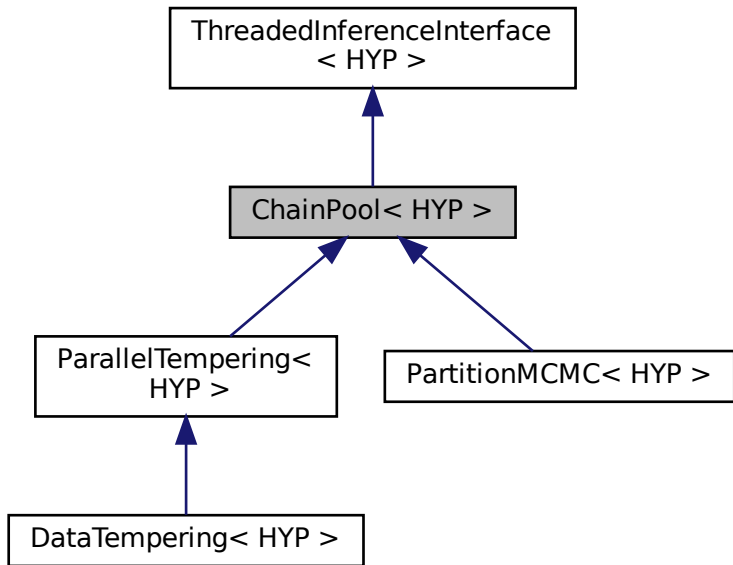 ThreadedInferenceInterface
< HYP >
ChainPool< HYP >
ParallelTempering<
HYP >
PartitionMCMC< HYP >
DataTempering< HYP >